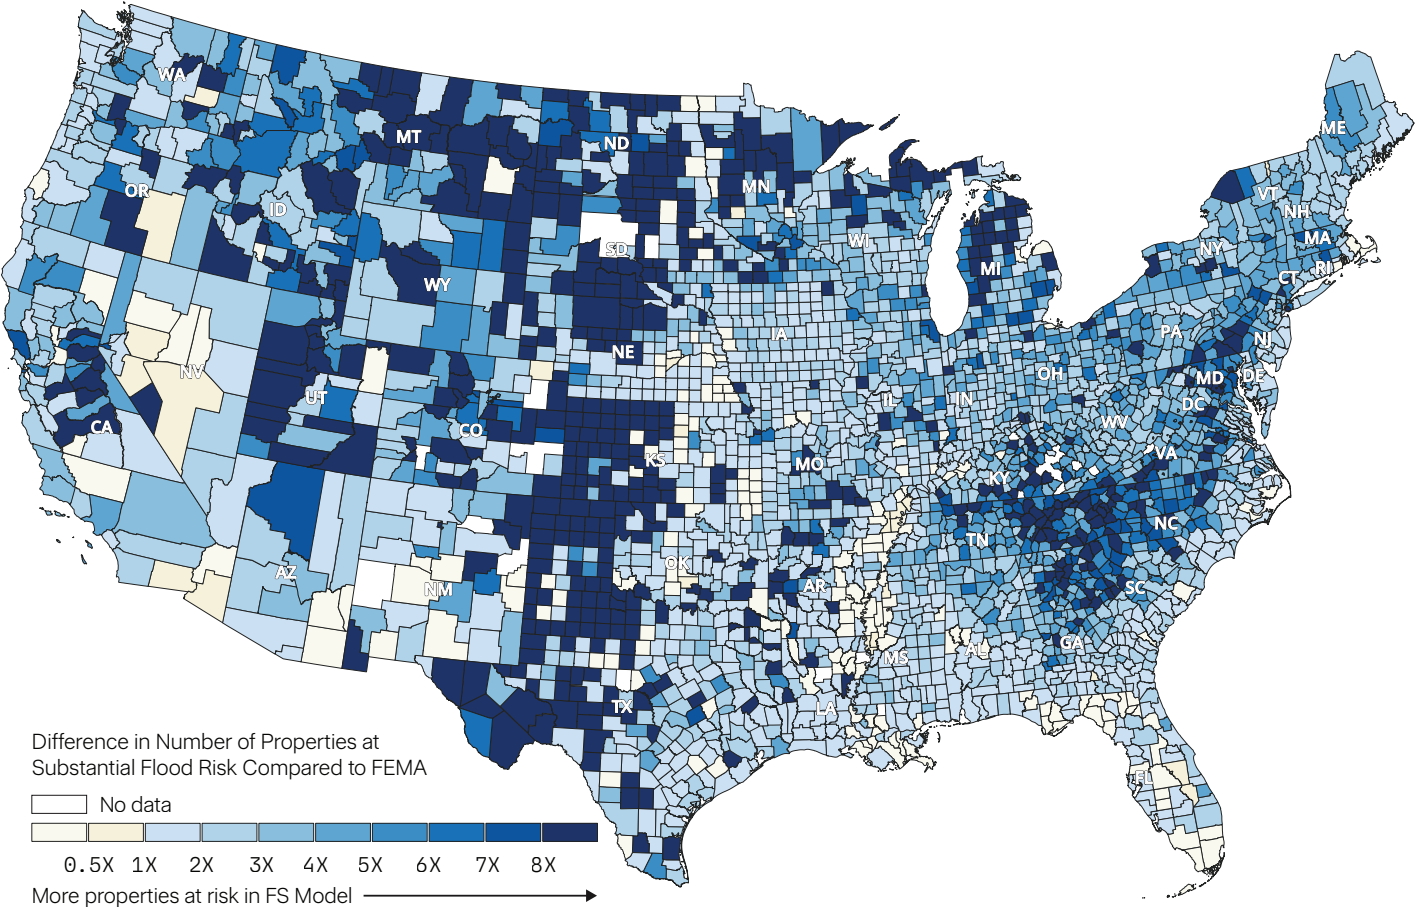 WA
MT
ND
MN
ME
OR
ID
SD
WI
VT
NH
NY
MA
MI
RI
CT
WY
IA
PA
NJ
NE
NV
UT
IL
IN
OH
MD
DE
DC
CA
CO
WV
KS
MO
KY
VA
NC
TN
AZ
NM
OK
AR
SC
MS
AL
GA
TX
LA
FL
Difference in Number of Properties at
Substantial Flood Risk Compared to FEMA
No data
0.5X 1X 2X 3X 4X 5X 6X 7X 8X
More properties at risk in FS Model